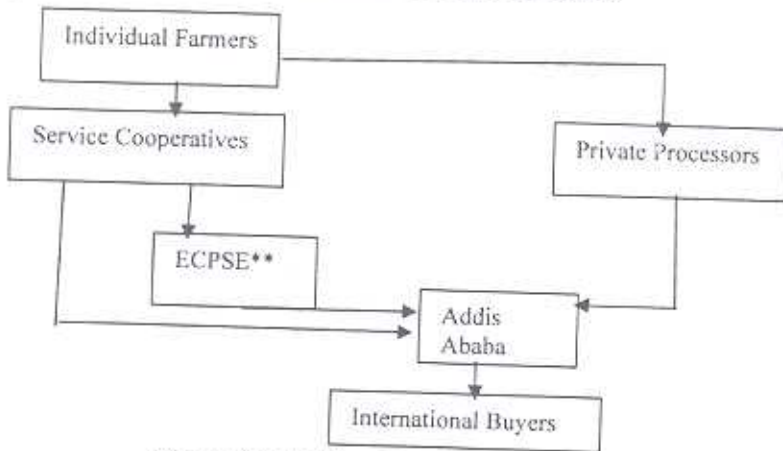 Individual Farmers
Service Cooperatives
Private Processors
ECPSE**
Addis
Ababa
International Buyers